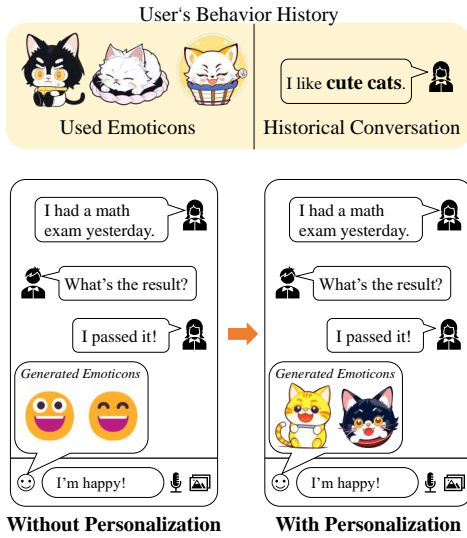 User‘s Behavior History
Used Emoticons
I like cute cats.
Historical Conversation
I had a math
exam yesterday.
What's the result?
I passed it!
Generated Emoticons
I'm happy!
Without Personalization
I had a math
exam yesterday.
What's the result?
I passed it!
Generated Emoticons
I'm happy!
With Personalization